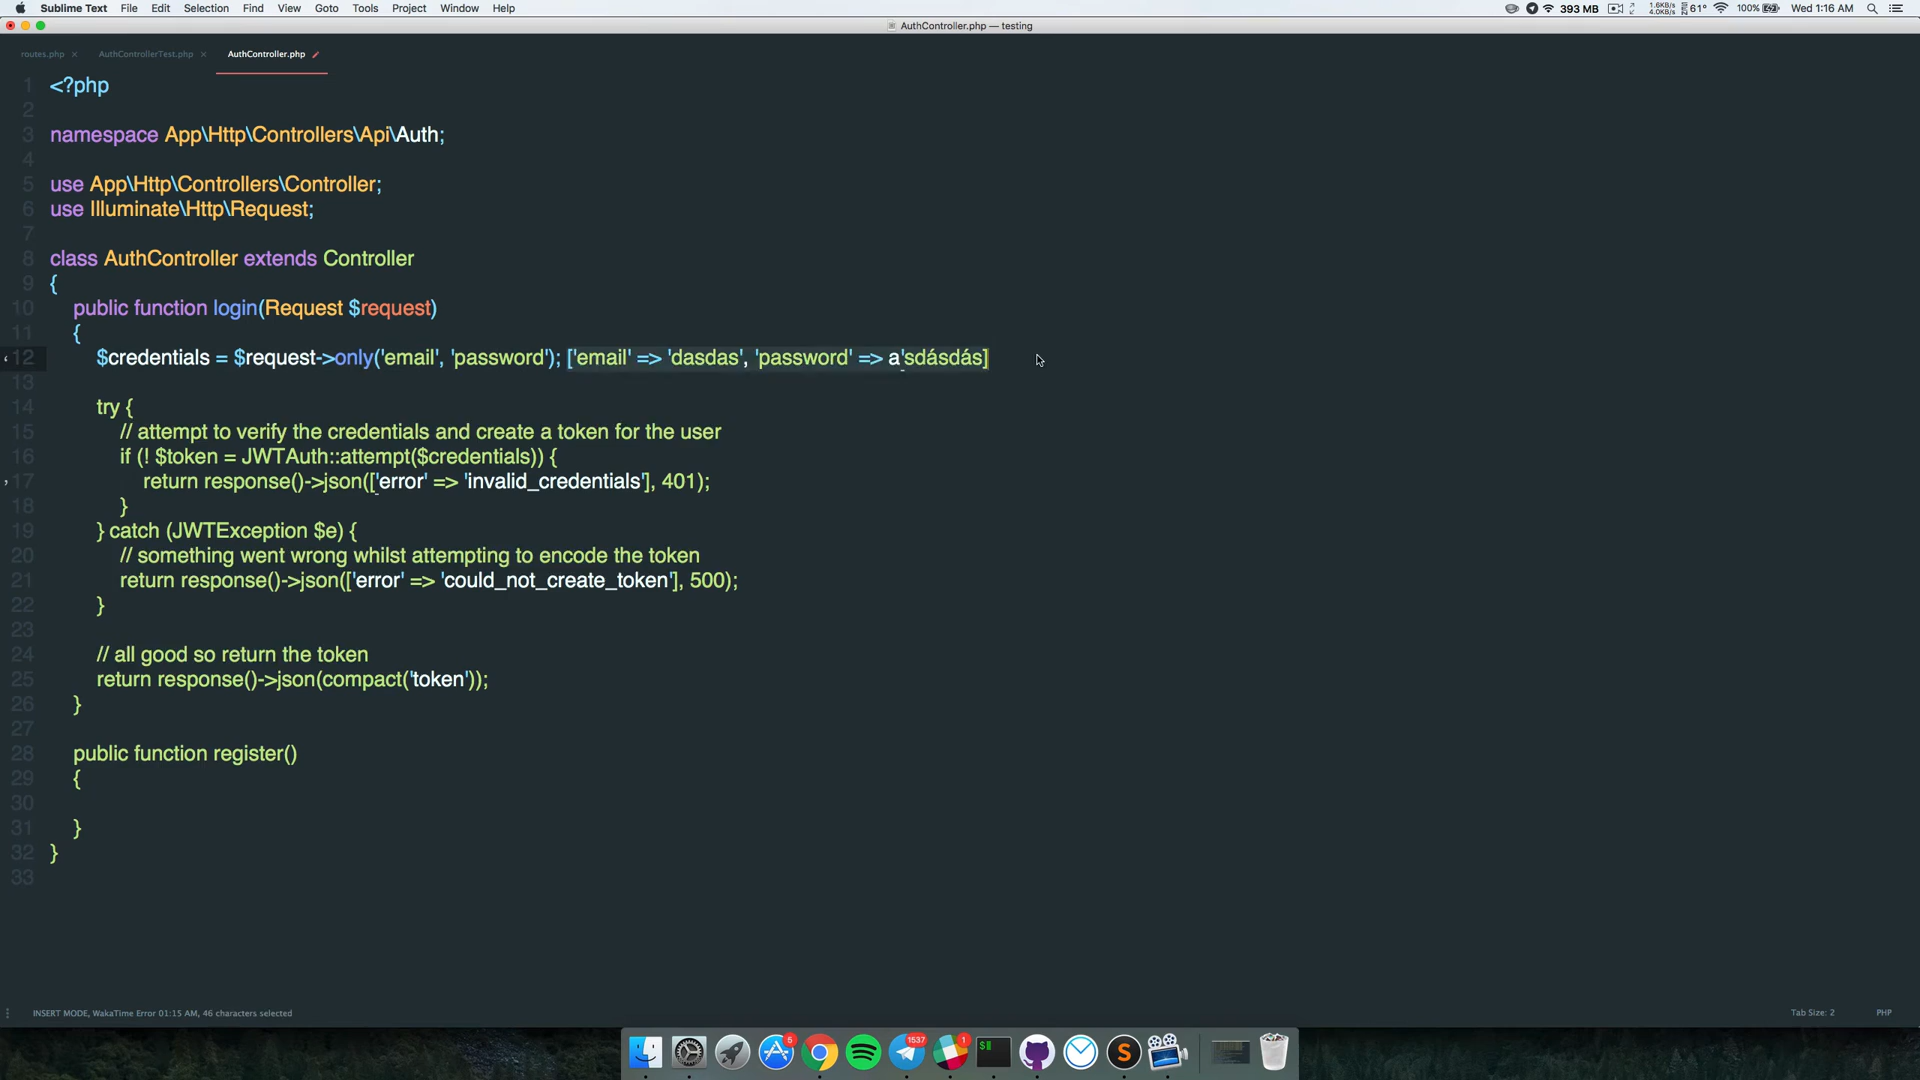 Sublime Text File Edit Selection Find View Goto Tools Project Window Help
393 MB 1.6KB/s 4.0KB/s 61° 100% Wed 1:16 AM
AuthController.php — testing
routes.php AuthControllerTest.php AuthController.php
1 <?php
2
3 namespace App\Http\Controllers\Api\Auth;
4
5 use App\Http\Controllers\Controller;
6 use Illuminate\Http\Request;
7
8 class AuthController extends Controller
9 {
10 public function login(Request $request)
11 {
12 $credentials = $request->only('email', 'password'); ['email' => 'dasdas', 'password' => a'sdásdás]
13
14 try {
15 // attempt to verify the credentials and create a token for the user
16 if (! $token = JWTAuth::attempt($credentials)) {
17 return response()->json(['error' => 'invalid_credentials'], 401);
18 }
19 } catch (JWTException $e) {
20 // something went wrong whilst attempting to encode the token
21 return response()->json(['error' => 'could_not_create_token'], 500);
22 }
23
24 // all good so return the token
25 return response()->json(compact('token'));
26 }
27
28 public function register()
29 {
30
31 }
32 }
33
INSERT MODE, WakaTime Error 01:15 AM, 46 characters selected
Tab Size: 2 PHP
5 1537 1